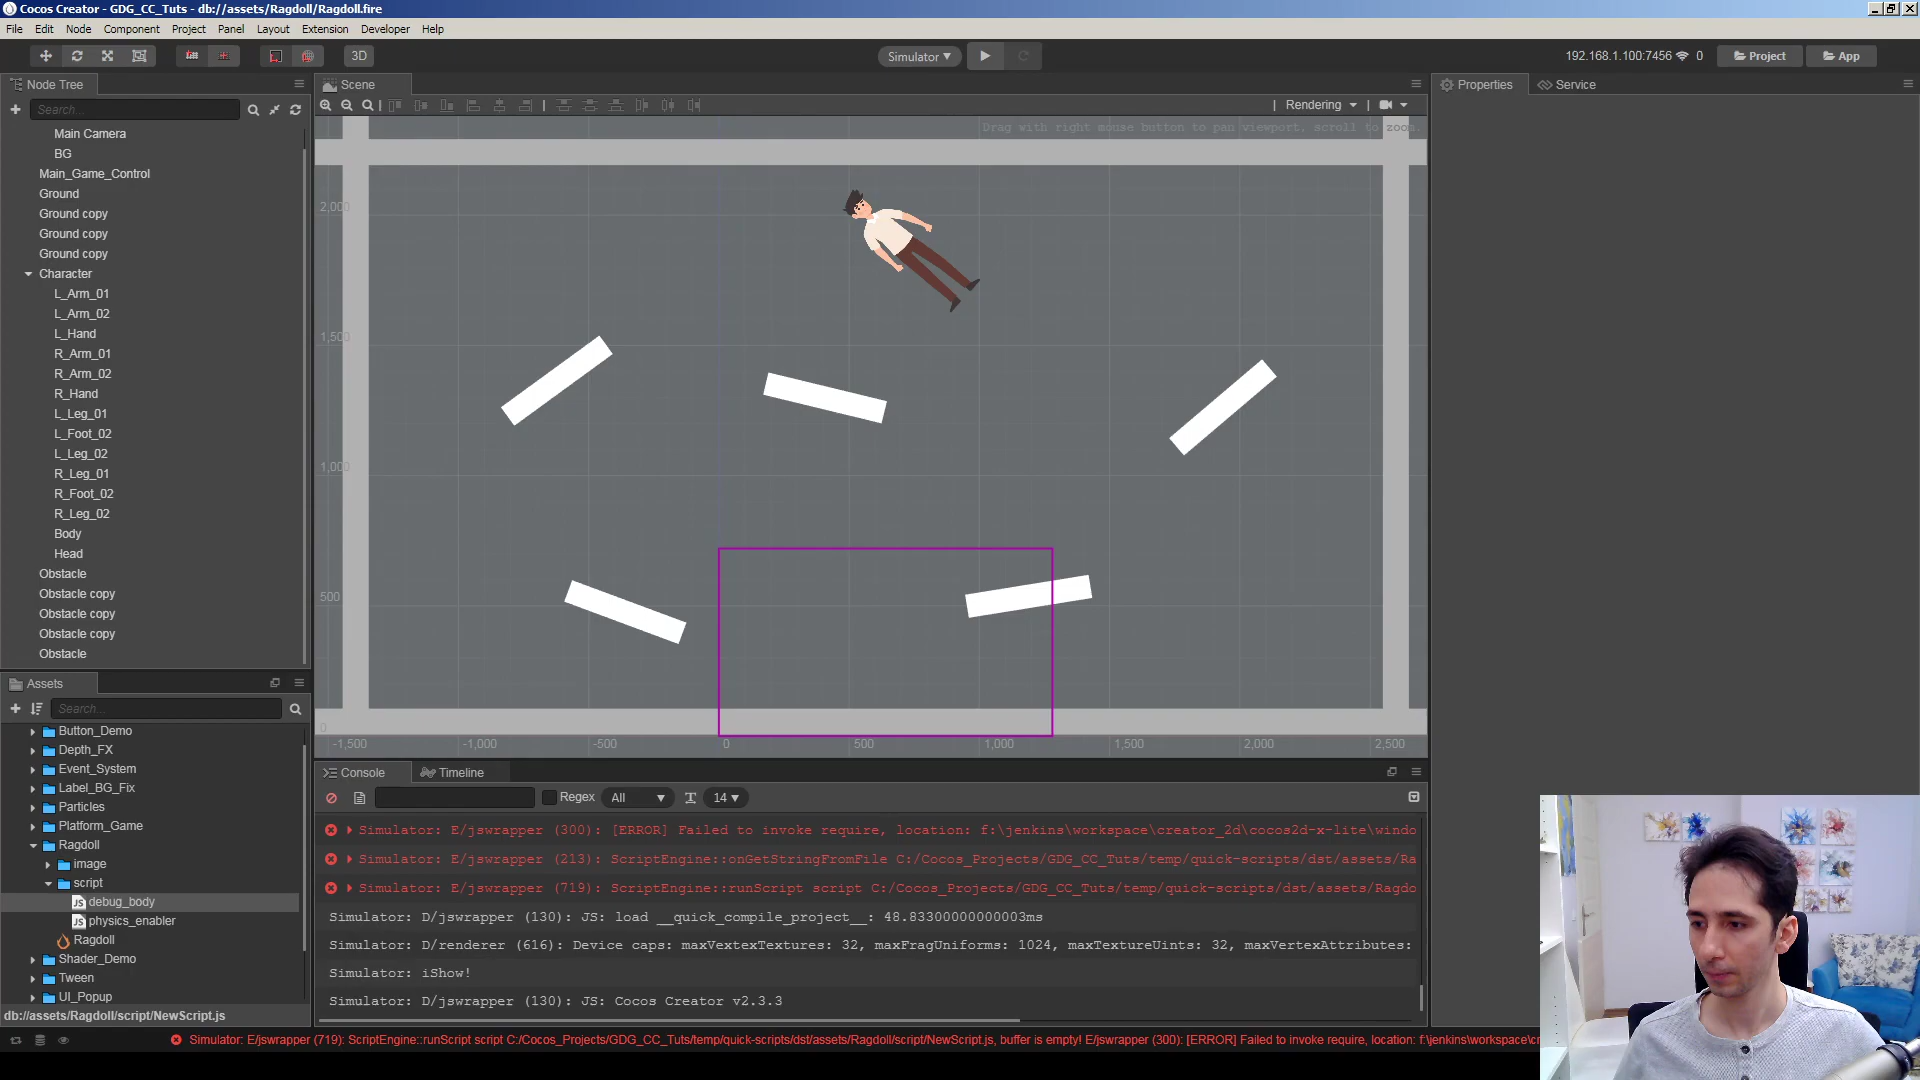 Cocos Creator - GDG_CC_Tuts - db://assets/Ragdoll/Ragdoll.fire
File Edit Node Component Project Panel Layout Extension Developer Help
3D
Simulator
192.168.1.100:7456 0 Project App
Node Tree
Search...
Main Camera
BG
Main_Game_Control
Ground
Ground copy
Ground copy
Ground copy
Character
L_Arm_01
L_Arm_02
L_Hand
R_Arm_01
R_Arm_02
R_Hand
L_Leg_01
L_Foot_02
L_Leg_02
R_Leg_01
R_Foot_02
R_Leg_02
Body
Head
Obstacle
Obstacle copy
Obstacle copy
Obstacle copy
Obstacle
Scene
Rendering
Drag with right mouse button to pan viewport, scroll to zoom.
2,000
1,500
1,000
500
0
-1,500 -1,000 -500 0 500 1,000 1,500 2,000 2,500
Properties Service
Assets
Search...
Button_Demo
Depth_FX
Event_System
Label_BG_Fix
Particles
Platform_Game
Ragdoll
image
script
JS debug_body
JS physics_enabler
Ragdoll
Shader_Demo
Tween
UI_Popup
db://assets/Ragdoll/script/NewScript.js
Console Timeline
Regex All 14
Simulator: E/jswrapper (300): [ERROR] Failed to invoke require, location: f:\jenkins\workspace\creator_2d\cocos2d-x-lite\windo
Simulator: E/jswrapper (213): ScriptEngine::onGetStringFromFile C:/Cocos_Projects/GDG_CC_Tuts/temp/quick-scripts/dst/assets/Ra
Simulator: E/jswrapper (719): ScriptEngine::runScript script C:/Cocos_Projects/GDG_CC_Tuts/temp/quick-scripts/dst/assets/Ragdo
Simulator: D/jswrapper (130): JS: load __quick_compile_project__: 48.83300000000003ms
Simulator: D/renderer (616): Device caps: maxVextexTextures: 32, maxFragUniforms: 1024, maxTextureUints: 32, maxVertexAttributes:
Simulator: iShow!
Simulator: D/jswrapper (130): JS: Cocos Creator v2.3.3
Simulator: E/jswrapper (719): ScriptEngine::runScript script C:/Cocos_Projects/GDG_CC_Tuts/temp/quick-scripts/dst/assets/Ragdoll/script/NewScript.js, buffer is empty! E/jswrapper (300): [ERROR] Failed to invoke require, location: f:\jenkins\workspace\cr